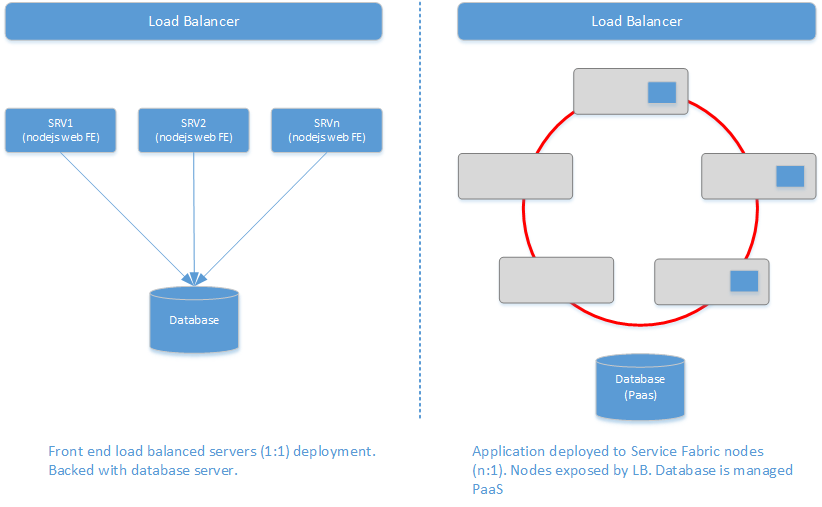 Load Balancer
SRV1
(nodejs web FE)
SRV2
(nodejs web FE)
SRVn
(nodejs web FE)
Database
Front end load balanced servers (1:1) deployment.
Backed with database server.
Load Balancer
Database
(Paas)
Application deployed to Service Fabric nodes
(n:1). Nodes exposed by LB. Database is managed
PaaS